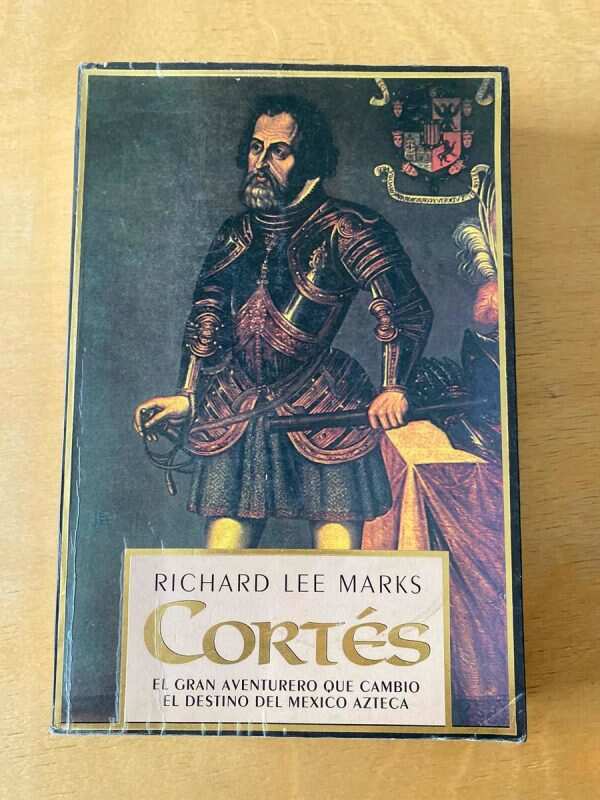 RICHARD LEE MARKS
CORTÉS
EL GRAN AVENTURERO QUE CAMBIO
EL DESTINO DEL MEXICO AZTECA